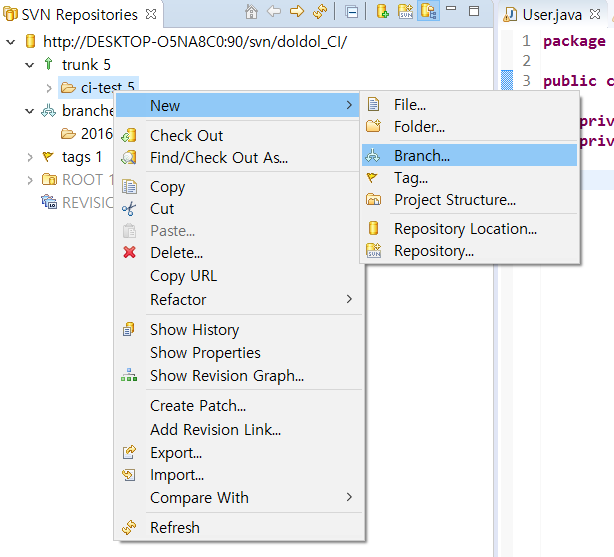 SVN Repositories
User.java
http://DESKTOP-O5NA8C0:90/svn/doldol_CI/
trunk 5
ci-test 5
branche
2016
tags 1
ROOT 1
REVISIO
New
Check Out
Find/Check Out As...
Copy
Cut
Paste...
Delete...
Copy URL
Refactor
Show History
Show Properties
Show Revision Graph...
Create Patch...
Add Revision Link...
Export...
Import...
Compare With
Refresh
File...
Folder...
Branch...
Tag...
Project Structure...
Repository Location...
Repository...
1 package
2
3 public c
priv
priv